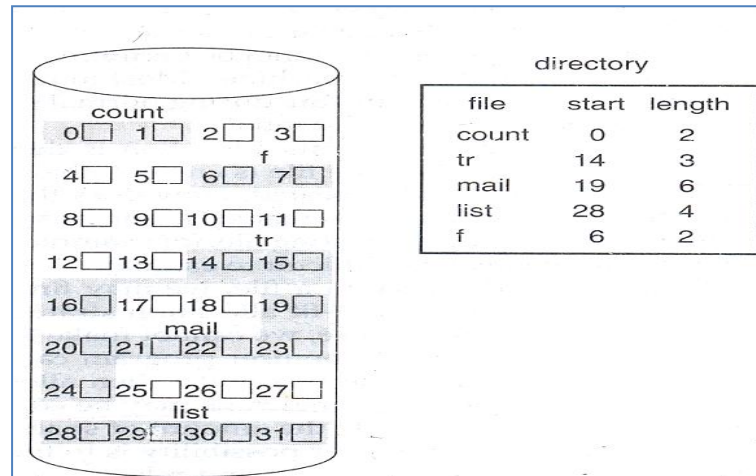 count
0 1 2 3
f
4 5 6 7
8 9 10 11
tr
12 13 14 15
16 17 18 19
mail
20 21 22 23
24 25 26 27
list
28 29 30 31
directory
file start length
count 0 2
tr 14 3
mail 19 6
list 28 4
f 6 2